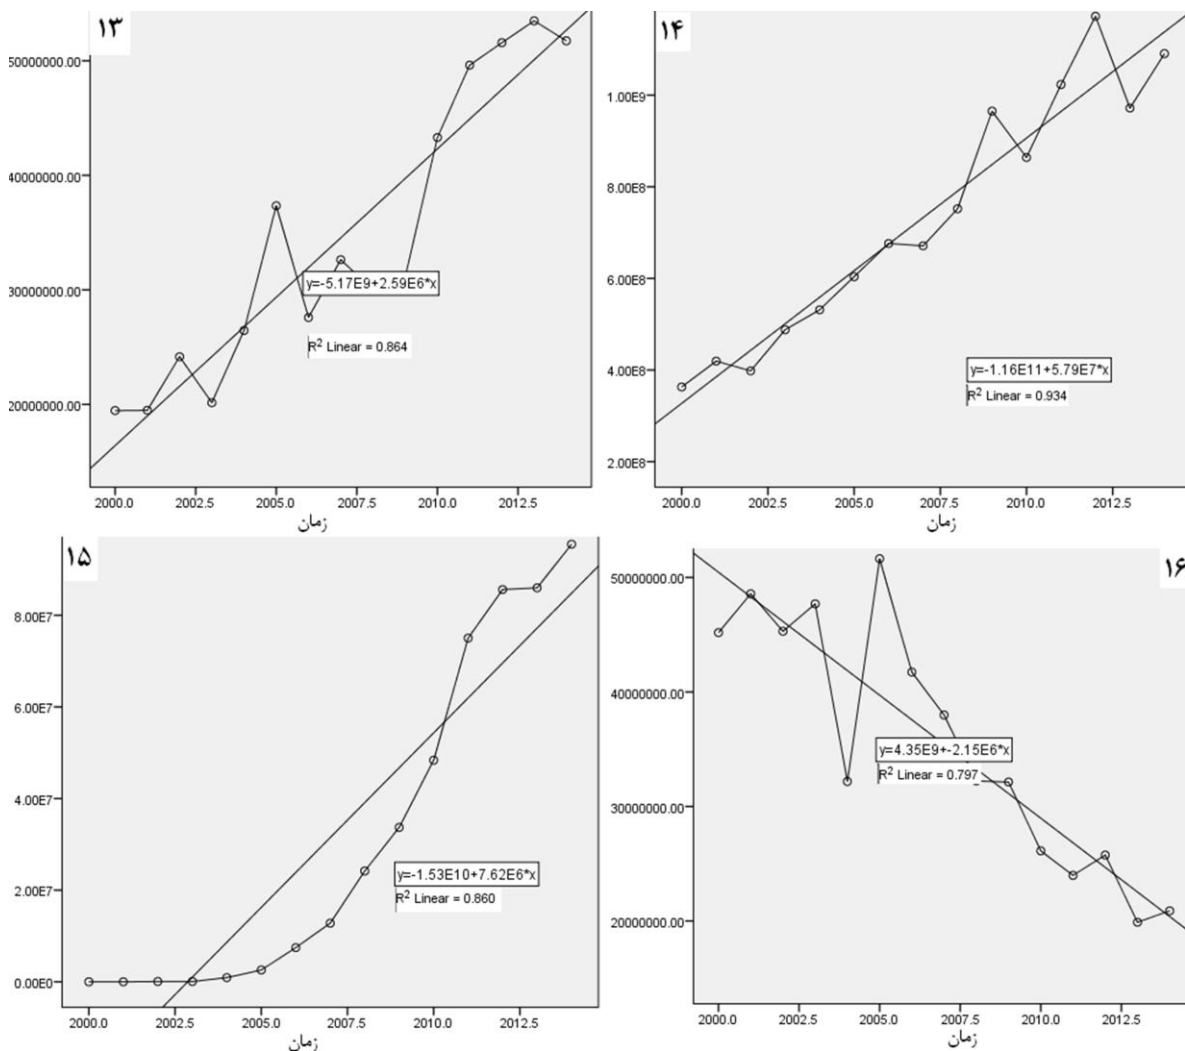 ۱۳
50000000.00
40000000.00
30000000.00
20000000.00
y=-5.17E9+2.59E6*x
R2 Linear = 0.864
2000.0 2002.5 2005.0 2007.5 2010.0 2012.5
زمان
۱۴
1.00E9
8.00E8
6.00E8
4.00E8
2.00E8
y=-1.16E11+5.79E7*x
R2 Linear = 0.934
2000.0 2002.5 2005.0 2007.5 2010.0 2012.5
زمان
۱۵
8.00E7
6.00E7
4.00E7
2.00E7
0.00E0
y=-1.53E10+7.62E6*x
R2 Linear = 0.860
2000.0 2002.5 2005.0 2007.5 2010.0 2012.5
زمان
۱۶
50000000.00
40000000.00
30000000.00
20000000.00
y=4.35E9+-2.15E6*x
R2 Linear = 0.797
2000.0 2002.5 2005.0 2007.5 2010.0 2012.5
زمان